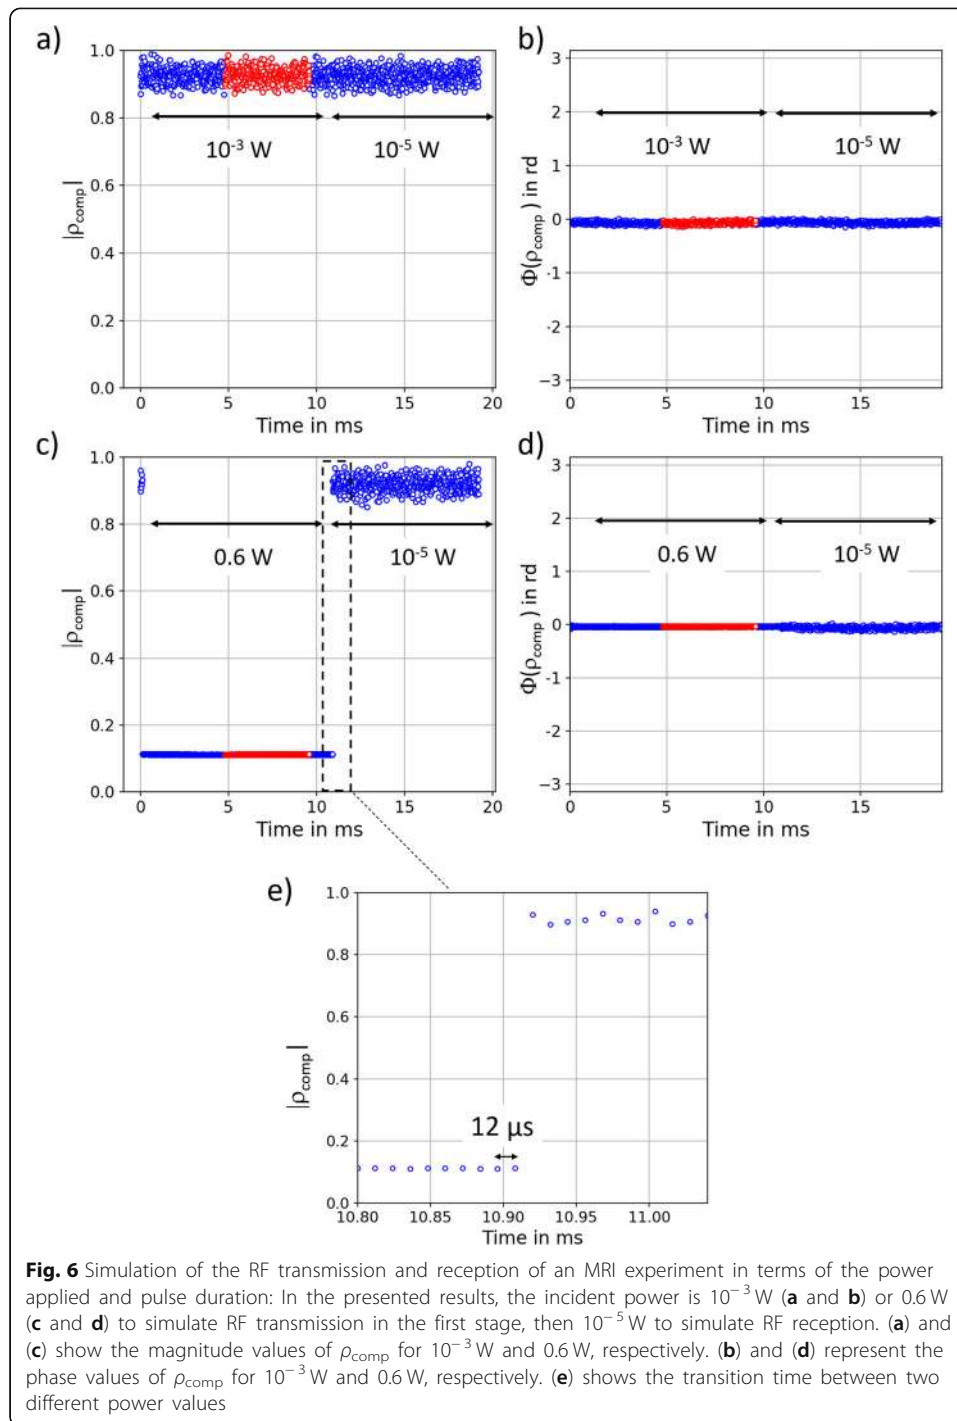 a)
1.0
0.8
0.6
0.4
0.2
0.0
|ρcomp|
10-3 W
10-5 W
0 5 10 15 20
Time in ms
b)
3
2
1
0
-1
-2
−3
Φ(ρcomp) in rd
10-3 W
10-5 W
0 5 10 15
Time in ms
c)
1.0
0.8
0.6
0.4
0.2
0.0
|ρcomp|
0.6 W
10-5 W
0 5 10 15 20
Time in ms
d)
3
2
1
0
-1
-2
−3
Φ(ρcomp) in rd
0.6 W
10-5 W
0 5 10 15
Time in ms
e)
1.0
0.8
0.6
0.4
0.2
0.0
|ρcomp|
12 µs
10.80 10.85 10.90 10.95 11.00
Time in ms
Fig. 6 Simulation of the RF transmission and reception of an MRI experiment in terms of the power
applied and pulse duration: In the presented results, the incident power is 10− 3 W (a and b) or 0.6 W
(c and d) to simulate RF transmission in the first stage, then 10− 5 W to simulate RF reception. (a) and
(c) show the magnitude values of ρcomp for 10− 3 W and 0.6 W, respectively. (b) and (d) represent the
phase values of ρcomp for 10− 3 W and 0.6 W, respectively. (e) shows the transition time between two
different power values